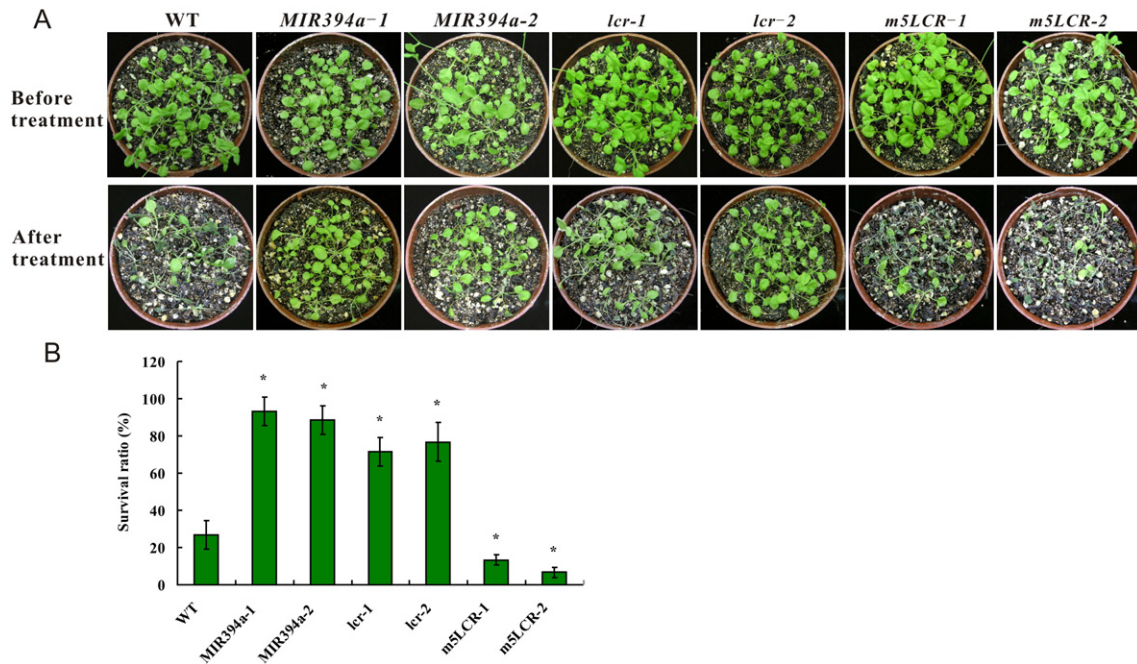 A
WT MIR394a-1 MIR394a-2 lcr-1 lcr-2 m5LCR-1 m5LCR-2
Before
treatment
After
treatment
B
120
100
80
60
40
20
0
Survival ratio (%)
* * * * * *
WT MIR394a-1 MIR394a-2 lcr-1 lcr-2 m5LCR-1 m5LCR-2